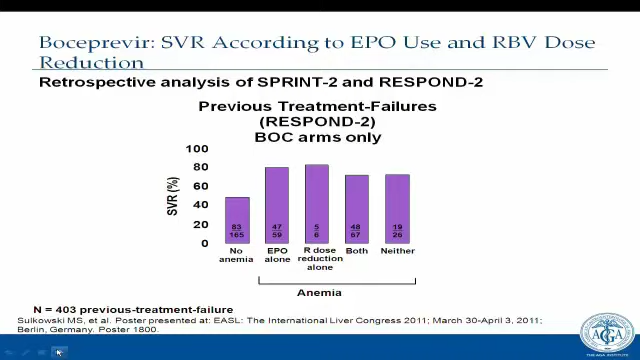 Boceprevir: SVR According to EPO Use and RBV Dose
Reduction
Retrospective analysis of SPRINT-2 and RESPOND-2
Previous Treatment-Failures
(RESPOND-2)
BOC arms only
SVR (%)
100
80
60
40
20
0
83 47 5 48 19
165 59 6 67 26
No anemia
EPO alone
R dose reduction alone
Both
Neither
Anemia
N = 403 previous-treatment-failure
Sulkowski MS, et al. Poster presented at: EASL: The International Liver Congress 2011; March 30-April 3, 2011;
Berlin, Germany. Poster 1800.
AGA
THE AGA INSTITUTE